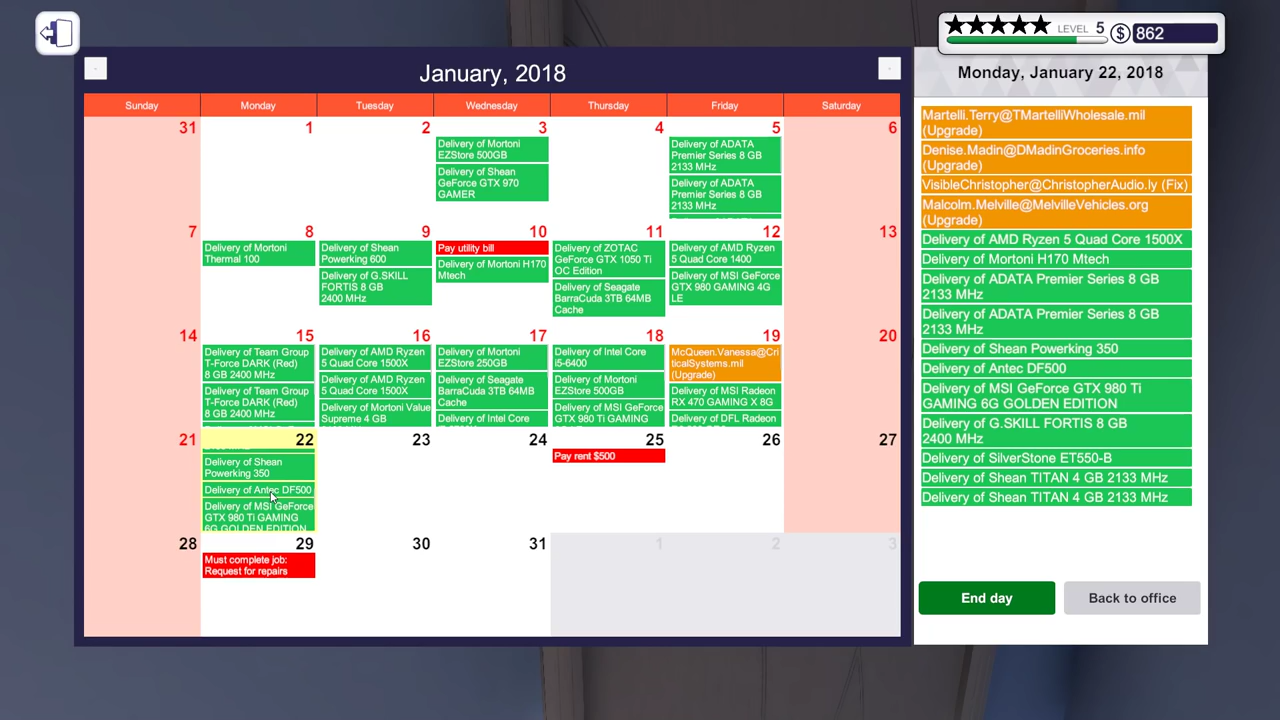 LEVEL 5
862
January, 2018
Monday, January 22, 2018
Sunday
Monday
Tuesday
Wednesday
Thursday
Friday
Saturday
31
1
2
3
Delivery of Mortoni
EZStore 500GB
Delivery of Shean
GeForce GTX 970
GAMER
4
5
Delivery of ADATA
Premier Series 8 GB
2133 MHz
Delivery of ADATA
Premier Series 8 GB
2133 MHz
6
7
8
Delivery of Mortoni
Thermal 100
9
Delivery of Shean
Powerking 600
Delivery of G.SKILL
FORTIS 8 GB
2400 MHz
10
Pay utility bill
Delivery of Mortoni H170
Mtech
11
Delivery of ZOTAC
GeForce GTX 1050 Ti
OC Edition
Delivery of Seagate
BarraCuda 3TB 64MB
Cache
12
Delivery of AMD Ryzen
5 Quad Core 1400
Delivery of MSI GeForce
GTX 980 GAMING 4G
LE
13
14
15
Delivery of Team Group
T-Force DARK (Red)
8 GB 2400 MHz
Delivery of Team Group
T-Force DARK (Red)
8 GB 2400 MHz
16
Delivery of AMD Ryzen
5 Quad Core 1500X
Delivery of AMD Ryzen
5 Quad Core 1500X
Delivery of Mortoni Value
Supreme 4 GB
17
Delivery of Mortoni
EZStore 250GB
Delivery of Seagate
BarraCuda 3TB 64MB
Cache
Delivery of Intel Core
18
Delivery of Intel Core
i5-6400
Delivery of Mortoni
EZStore 500GB
Delivery of MSI GeForce
GTX 980 Ti GAMING
19
McQueen.Vanessa@Cri
ticalSystems.mil
(Upgrade)
Delivery of MSI Radeon
RX 470 GAMING X 8G
Delivery of DFL Radeon
20
21
22
Delivery of Shean
Powerking 350
Delivery of Antec DF500
Delivery of MSI GeForce
GTX 980 Ti GAMING
6G GOLDEN EDITION
23
24
25
Pay rent $500
26
27
28
29
Must complete job:
Request for repairs
30
31
1
2
3
Martelli.Terry@TMartelliWholesale.mil
(Upgrade)
Denise.Madin@DMadinGroceries.info
(Upgrade)
VisibleChristopher@ChristopherAudio.ly (Fix)
Malcolm.Melville@MelvilleVehicles.org
(Upgrade)
Delivery of AMD Ryzen 5 Quad Core 1500X
Delivery of Mortoni H170 Mtech
Delivery of ADATA Premier Series 8 GB
2133 MHz
Delivery of ADATA Premier Series 8 GB
2133 MHz
Delivery of Shean Powerking 350
Delivery of Antec DF500
Delivery of MSI GeForce GTX 980 Ti
GAMING 6G GOLDEN EDITION
Delivery of G.SKILL FORTIS 8 GB
2400 MHz
Delivery of SilverStone ET550-B
Delivery of Shean TITAN 4 GB 2133 MHz
Delivery of Shean TITAN 4 GB 2133 MHz
End day
Back to office